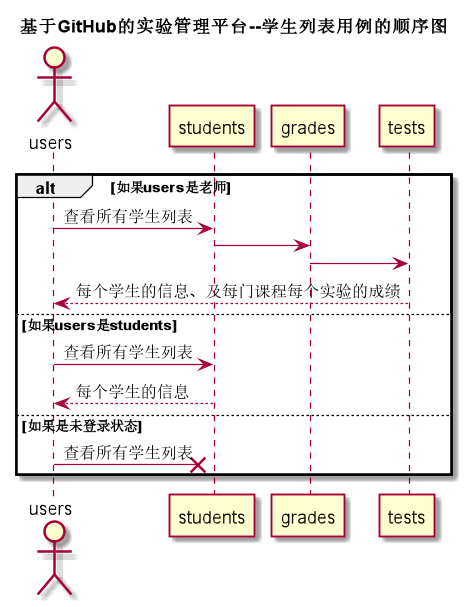 基于GitHub的实验管理平台--学生列表用例的顺序图
users
students
grades
tests
alt
[如果users是老师]
查看所有学生列表
每个学生的信息、及每门课程每个实验的成绩
[如果users是students]
查看所有学生列表
每个学生的信息
[如果是未登录状态]
查看所有学生列表
users
students
grades
tests